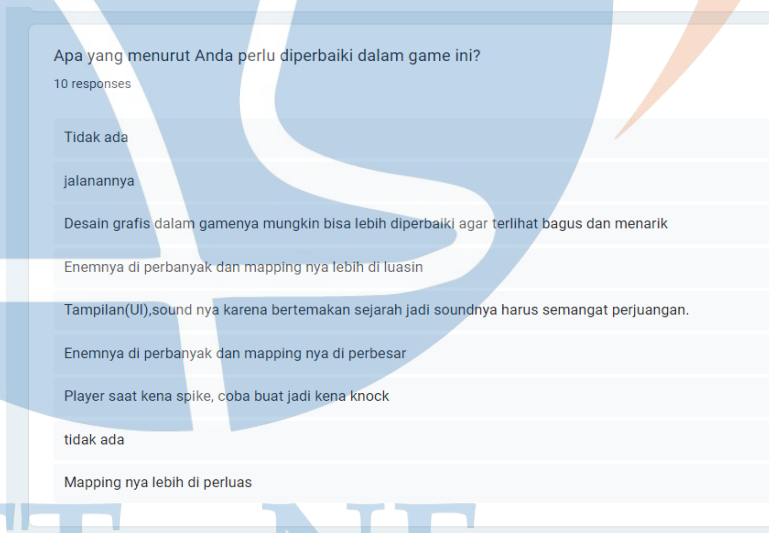 Apa yang menurut Anda perlu diperbaiki dalam game ini?
10 responses
Tidak ada
jalanannya
Desain grafis dalam gamenya mungkin bisa lebih diperbaiki agar terlihat bagus dan menarik
Enemnya di perbanyak dan mapping nya lebih di luasin
Tampilan(UI),sound nya karena bertemakan sejarah jadi soundnya harus semangat perjuangan.
Enemnya di perbanyak dan mapping nya di perbesar
Player saat kena spike, coba buat jadi kena knock
tidak ada
Mapping nya lebih di perluas